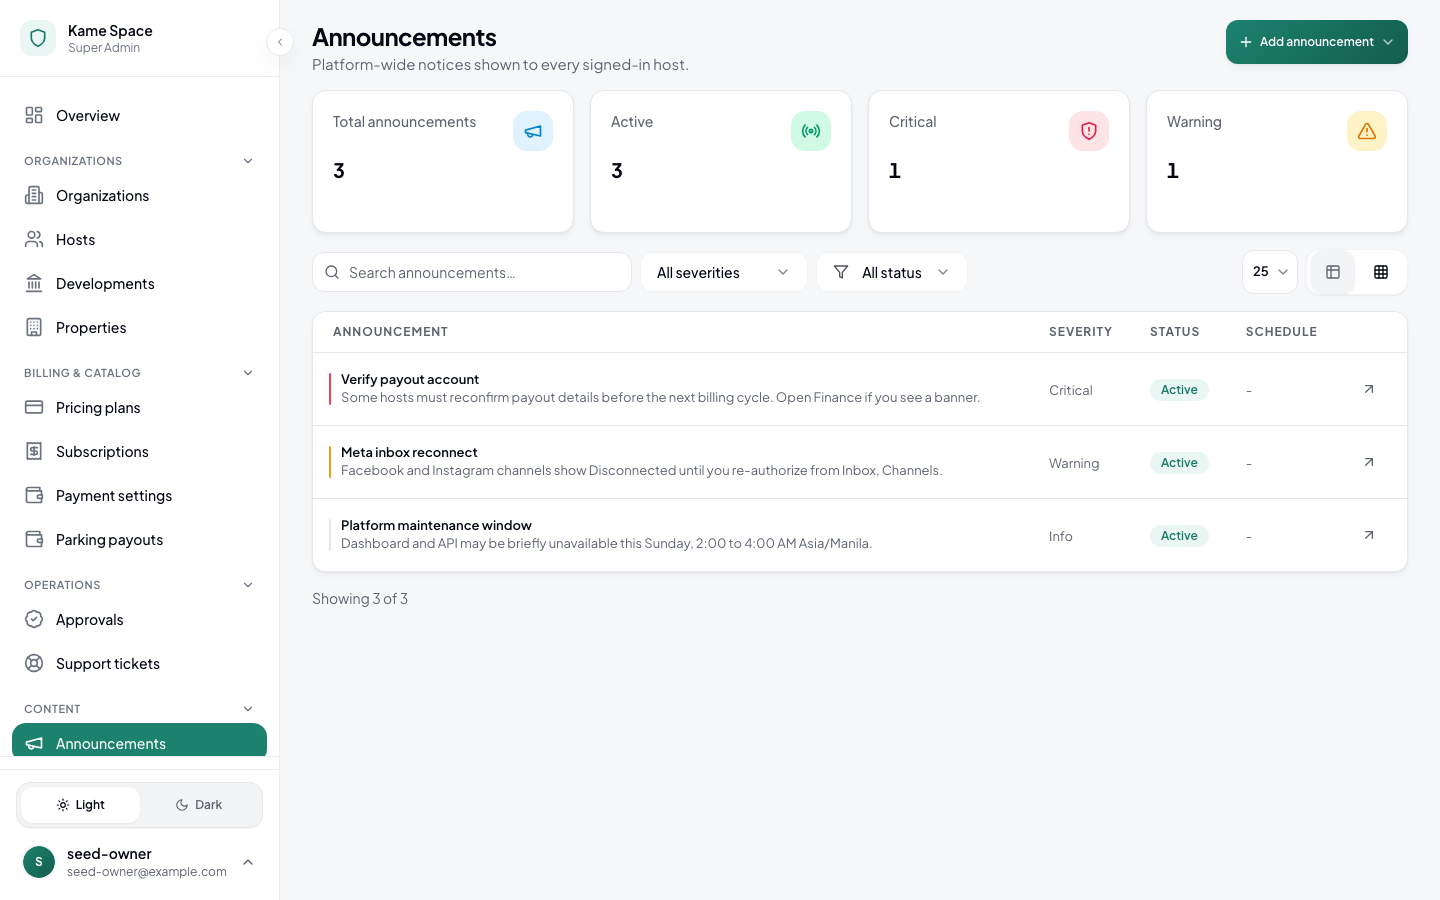 Kame Space
Super Admin
Overview
ORGANIZATIONS
Organizations
Hosts
Developments
Properties
BILLING & CATALOG
Pricing plans
Subscriptions
Payment settings
Parking payouts
OPERATIONS
Approvals
Support tickets
CONTENT
Announcements
Light
Dark
S
seed-owner
seed-owner@example.com
Announcements
Platform-wide notices shown to every signed-in host.
Add announcement
Total announcements
3
Active
3
Critical
1
Warning
1
Search announcements...
All severities
All status
25
ANNOUNCEMENT SEVERITY STATUS SCHEDULE
Verify payout account
Some hosts must reconfirm payout details before the next billing cycle. Open Finance if you see a banner.
Critical
Active
-
Meta inbox reconnect
Facebook and Instagram channels show Disconnected until you re-authorize from Inbox, Channels.
Warning
Active
-
Platform maintenance window
Dashboard and API may be briefly unavailable this Sunday, 2:00 to 4:00 AM Asia/Manila.
Info
Active
-
Showing 3 of 3